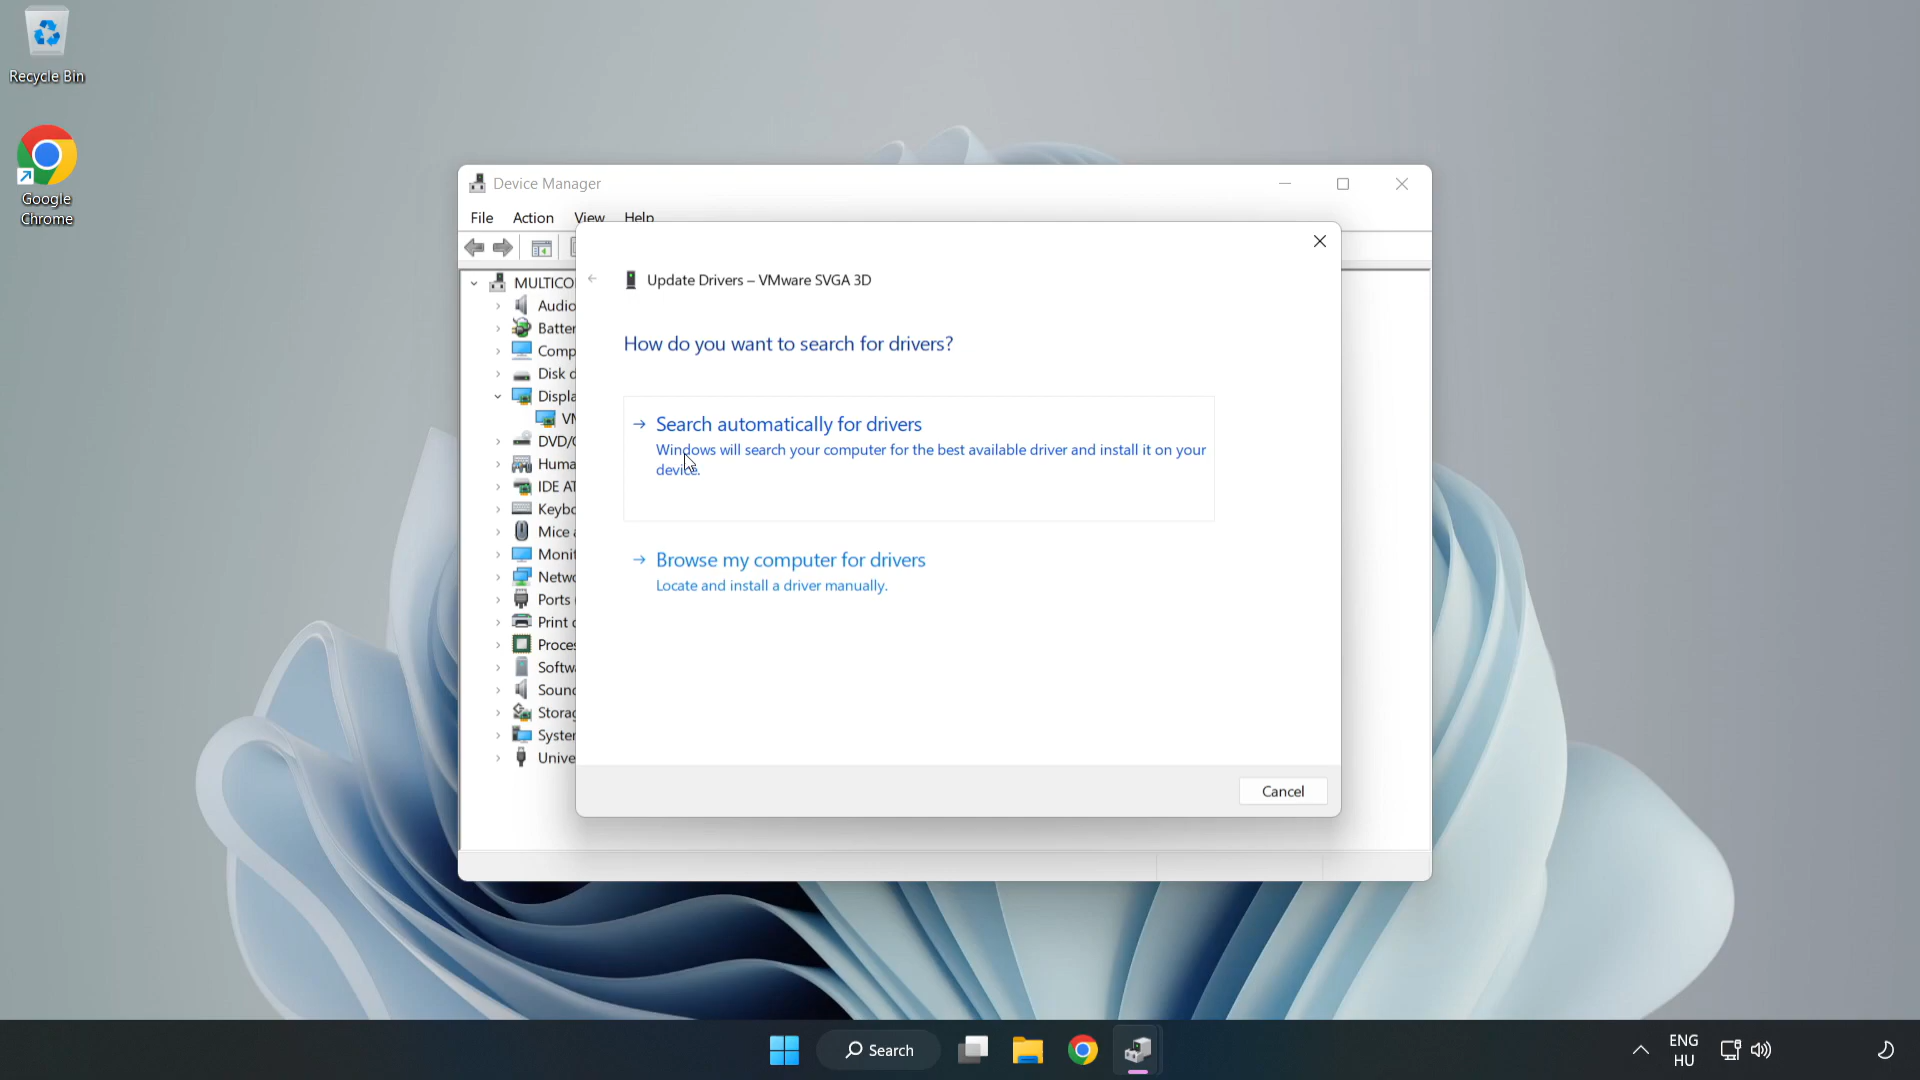 Recycle Bin
Google
Chrome
Device Manager
File Action View Help
Update Drivers – VMware SVGA 3D
How do you want to search for drivers?
Search automatically for drivers
Windows will search your computer for the best available driver and install it on your
device.
Browse my computer for drivers
Locate and install a driver manually.
Cancel
MULTICO
Audio
Batter
Comp
Disk d
Displa
VM
DVD/C
Huma
IDE AT
Keybo
Mice a
Monit
Netwo
Ports (
Print q
Proces
Softwa
Sound
Storag
System
Unive
Search
ENG
HU